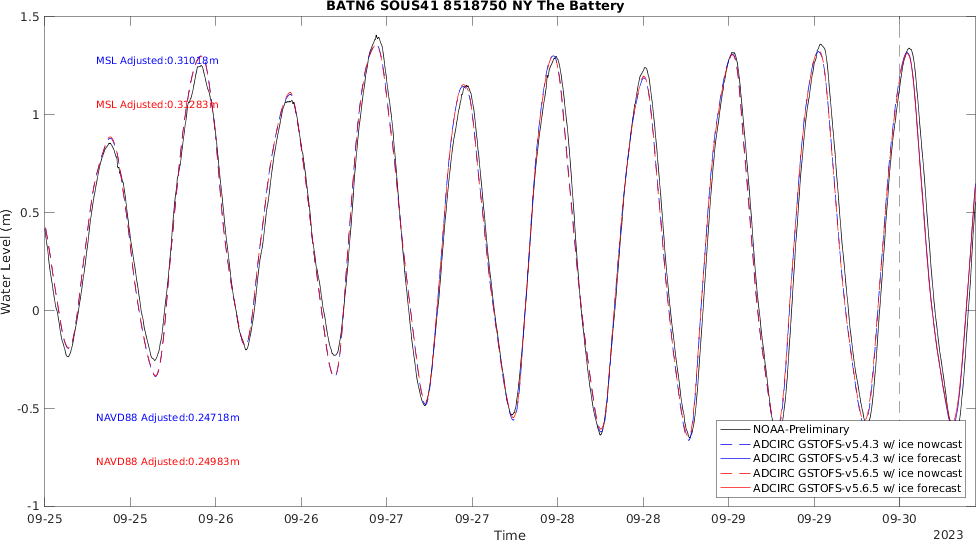 BATN6 SOUS41 8518750 NY The Battery
1.5
1
0.5
0
-0.5
-1
Water Level (m)
MSL Adjusted:0.31018m
MSL Adjusted:0.31283m
NAVD88 Adjusted:0.24718m
NAVD88 Adjusted:0.24983m
NOAA-Preliminary
ADCIRC GSTOFS-v5.4.3 w/ ice nowcast
ADCIRC GSTOFS-v5.4.3 w/ ice forecast
ADCIRC GSTOFS-v5.6.5 w/ ice nowcast
ADCIRC GSTOFS-v5.6.5 w/ ice forecast
09-25 09-25 09-26 09-26 09-27 09-27 09-28 09-28 09-29 09-29 09-30
Time
2023